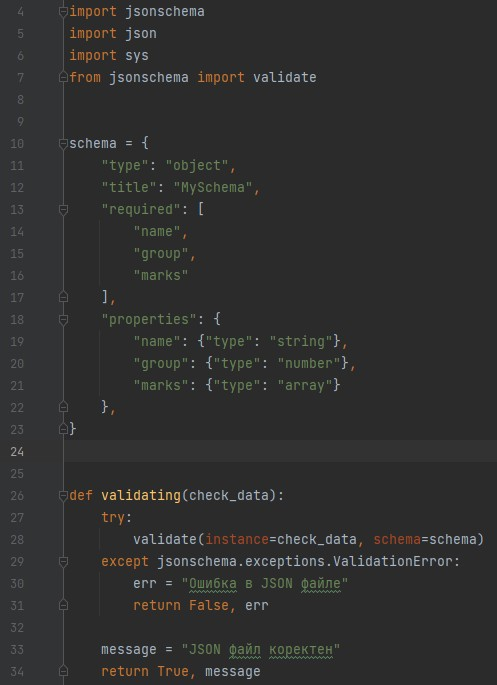 4 import jsonschema
5 import json
6 import sys
7 from jsonschema import validate
8
9
10 schema = {
11     "type": "object",
12     "title": "MySchema",
13     "required": [
14         "name",
15         "group",
16         "marks"
17     ],
18     "properties": {
19         "name": {"type": "string"},
20         "group": {"type": "number"},
21         "marks": {"type": "array"}
22     },
23 }
24
25
26 def validating(check_data):
27     try:
28         validate(instance=check_data, schema=schema)
29     except jsonschema.exceptions.ValidationError:
30         err = "Ошибка в JSON файле"
31         return False, err
32
33     message = "JSON файл коректен"
34     return True, message